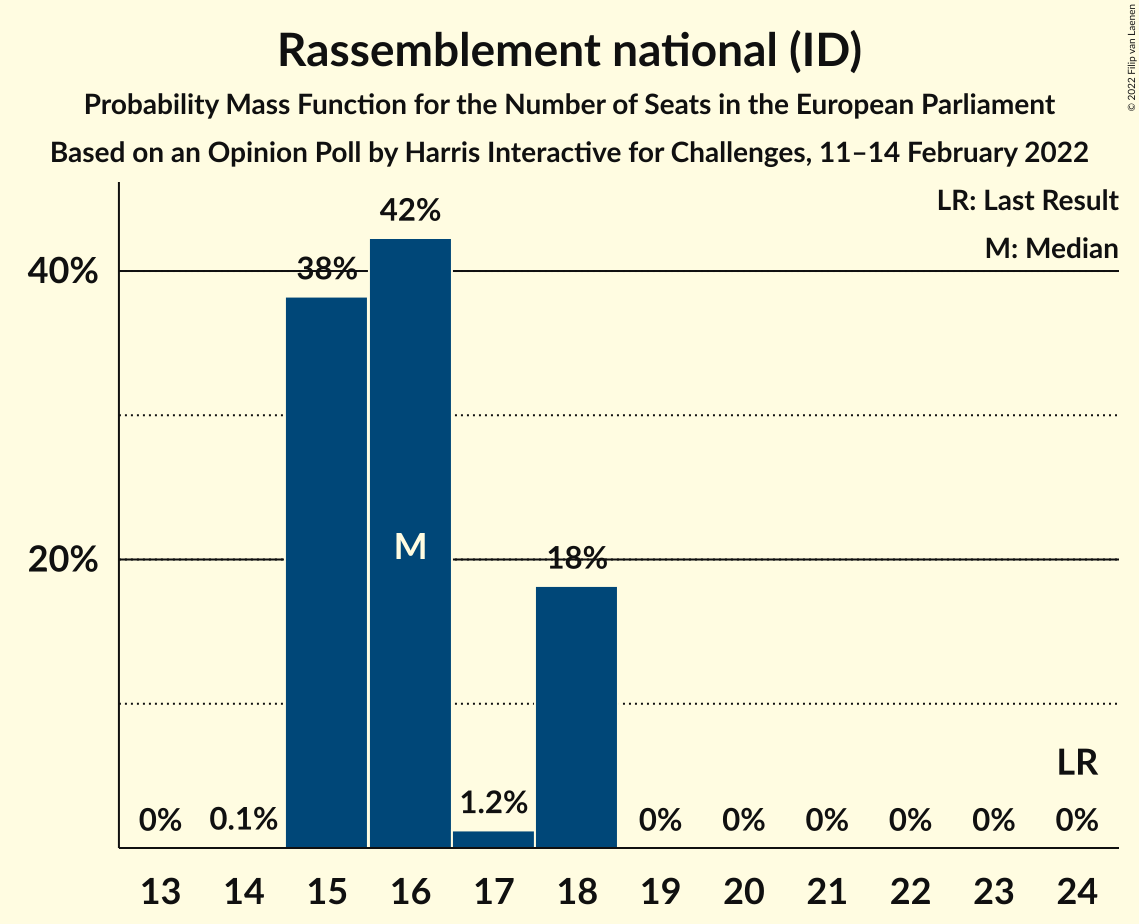 Rassemblement national (ID)
Probability Mass Function for the Number of Seats in the European Parliament
Based on an Opinion Poll by Harris Interactive for Challenges, 11–14 February 2022
© 2022 Filip van Laenen
LR: Last Result
M: Median
42%
40%
38%
M
20%
18%
LR
0%
0.1%
1.2%
0%
0%
0%
0%
0%
0%
13 14 15 16 17 18 19 20 21 22 23 24